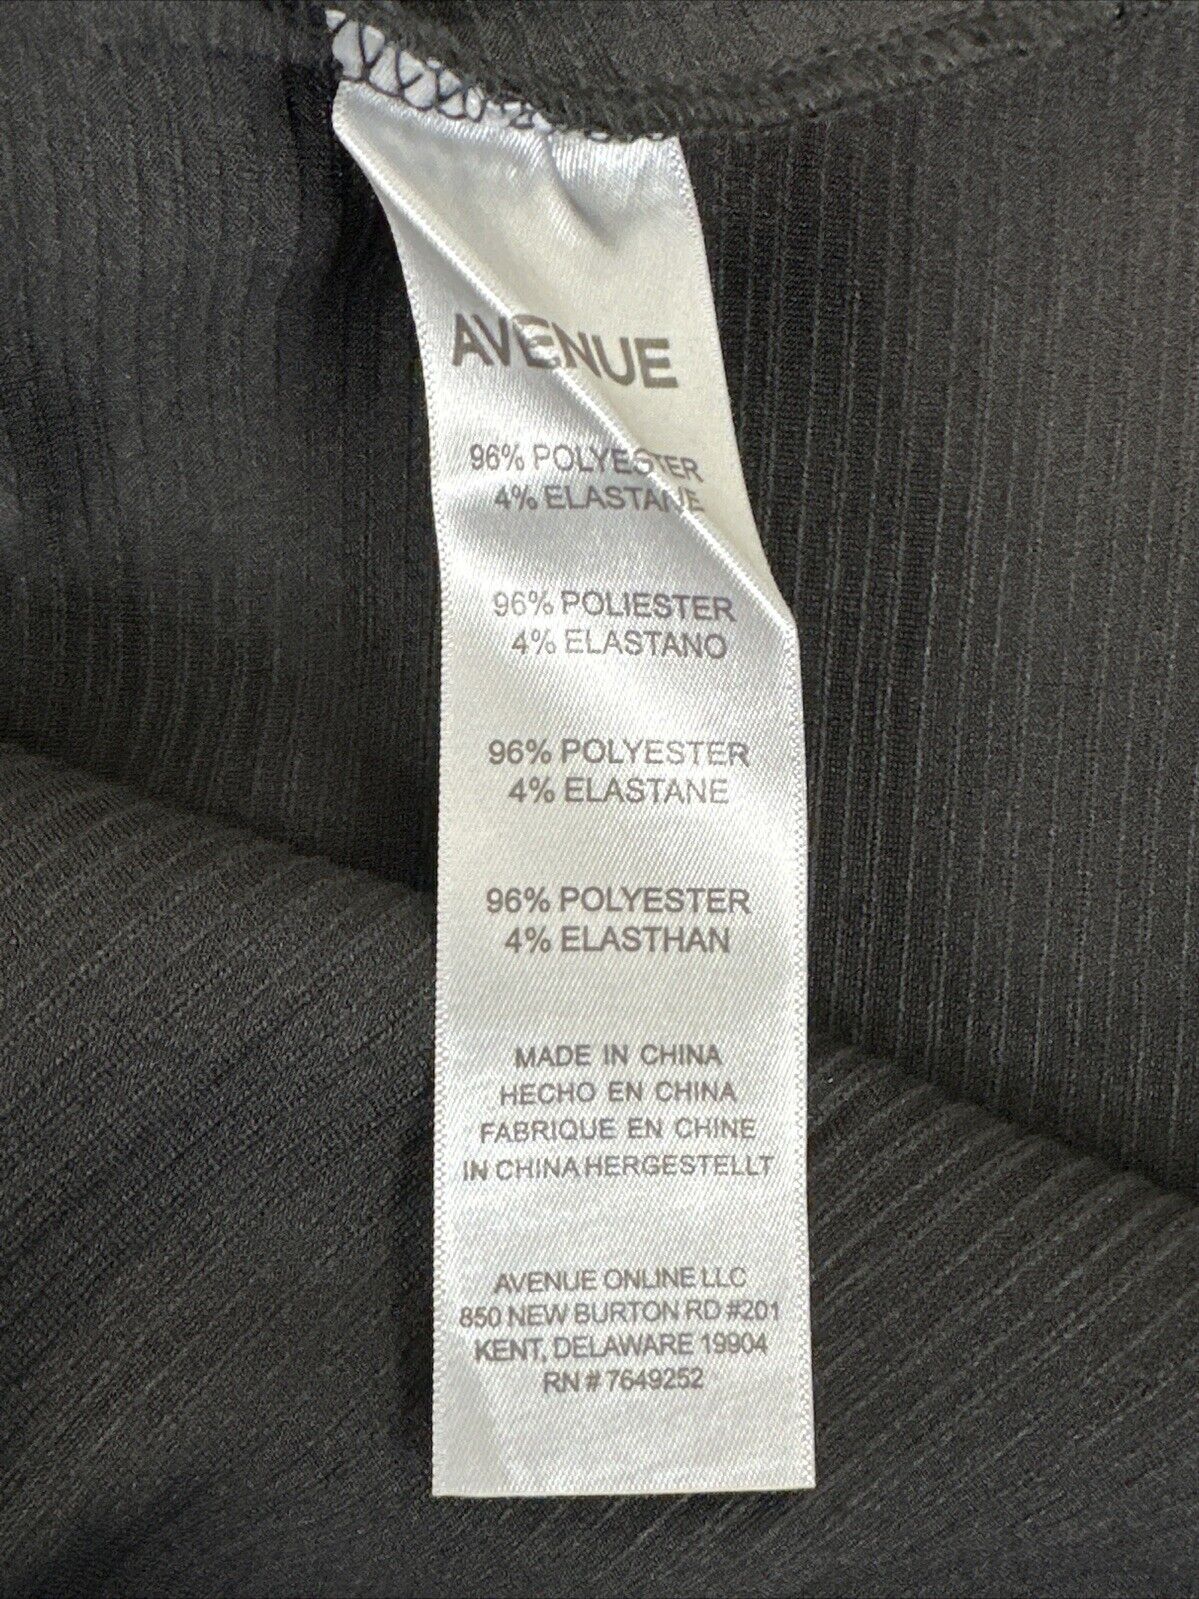 AVENUE
96% POLYESTER
4% ELASTANE
96% POLIESTER
4% ELASTANO
96% POLYESTER
4% ELASTANE
96% POLYESTER
4% ELASTHAN
MADE IN CHINA
HECHO EN CHINA
FABRIQUE EN CHINE
IN CHINA HERGESTELLT
AVENUE ONLINE LLC
850 NEW BURTON RD #201
KENT, DELAWARE 19904
RN # 7649252